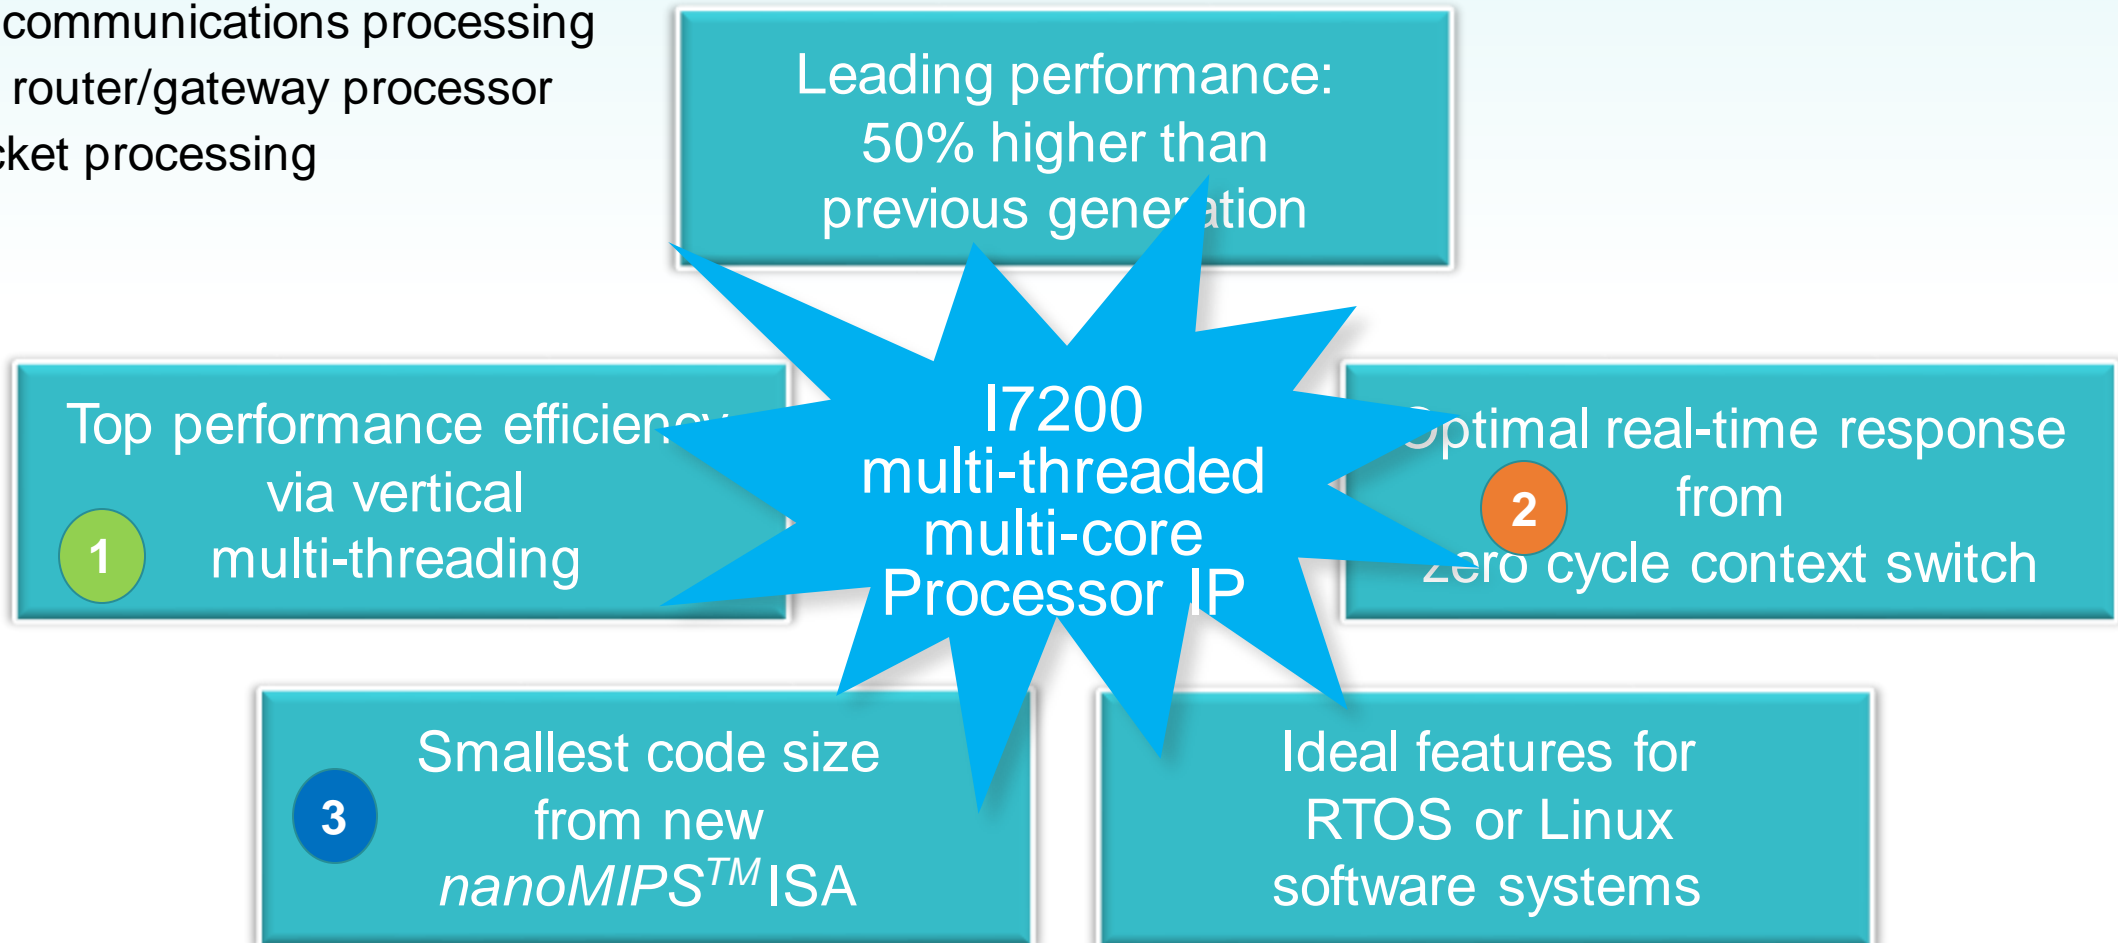 communications processing
router/gateway processor
processing
Leading performance:
50% higher than
previous generation
Top performance efficiency
via vertical
multi-threading
1
I7200
multi-threaded
multi-core
Processor IP
Optimal real-time response
from
zero cycle context switch
2
Smallest code size
from new
nanoMIPS™ ISA
3
Ideal features for
RTOS or Linux
software systems